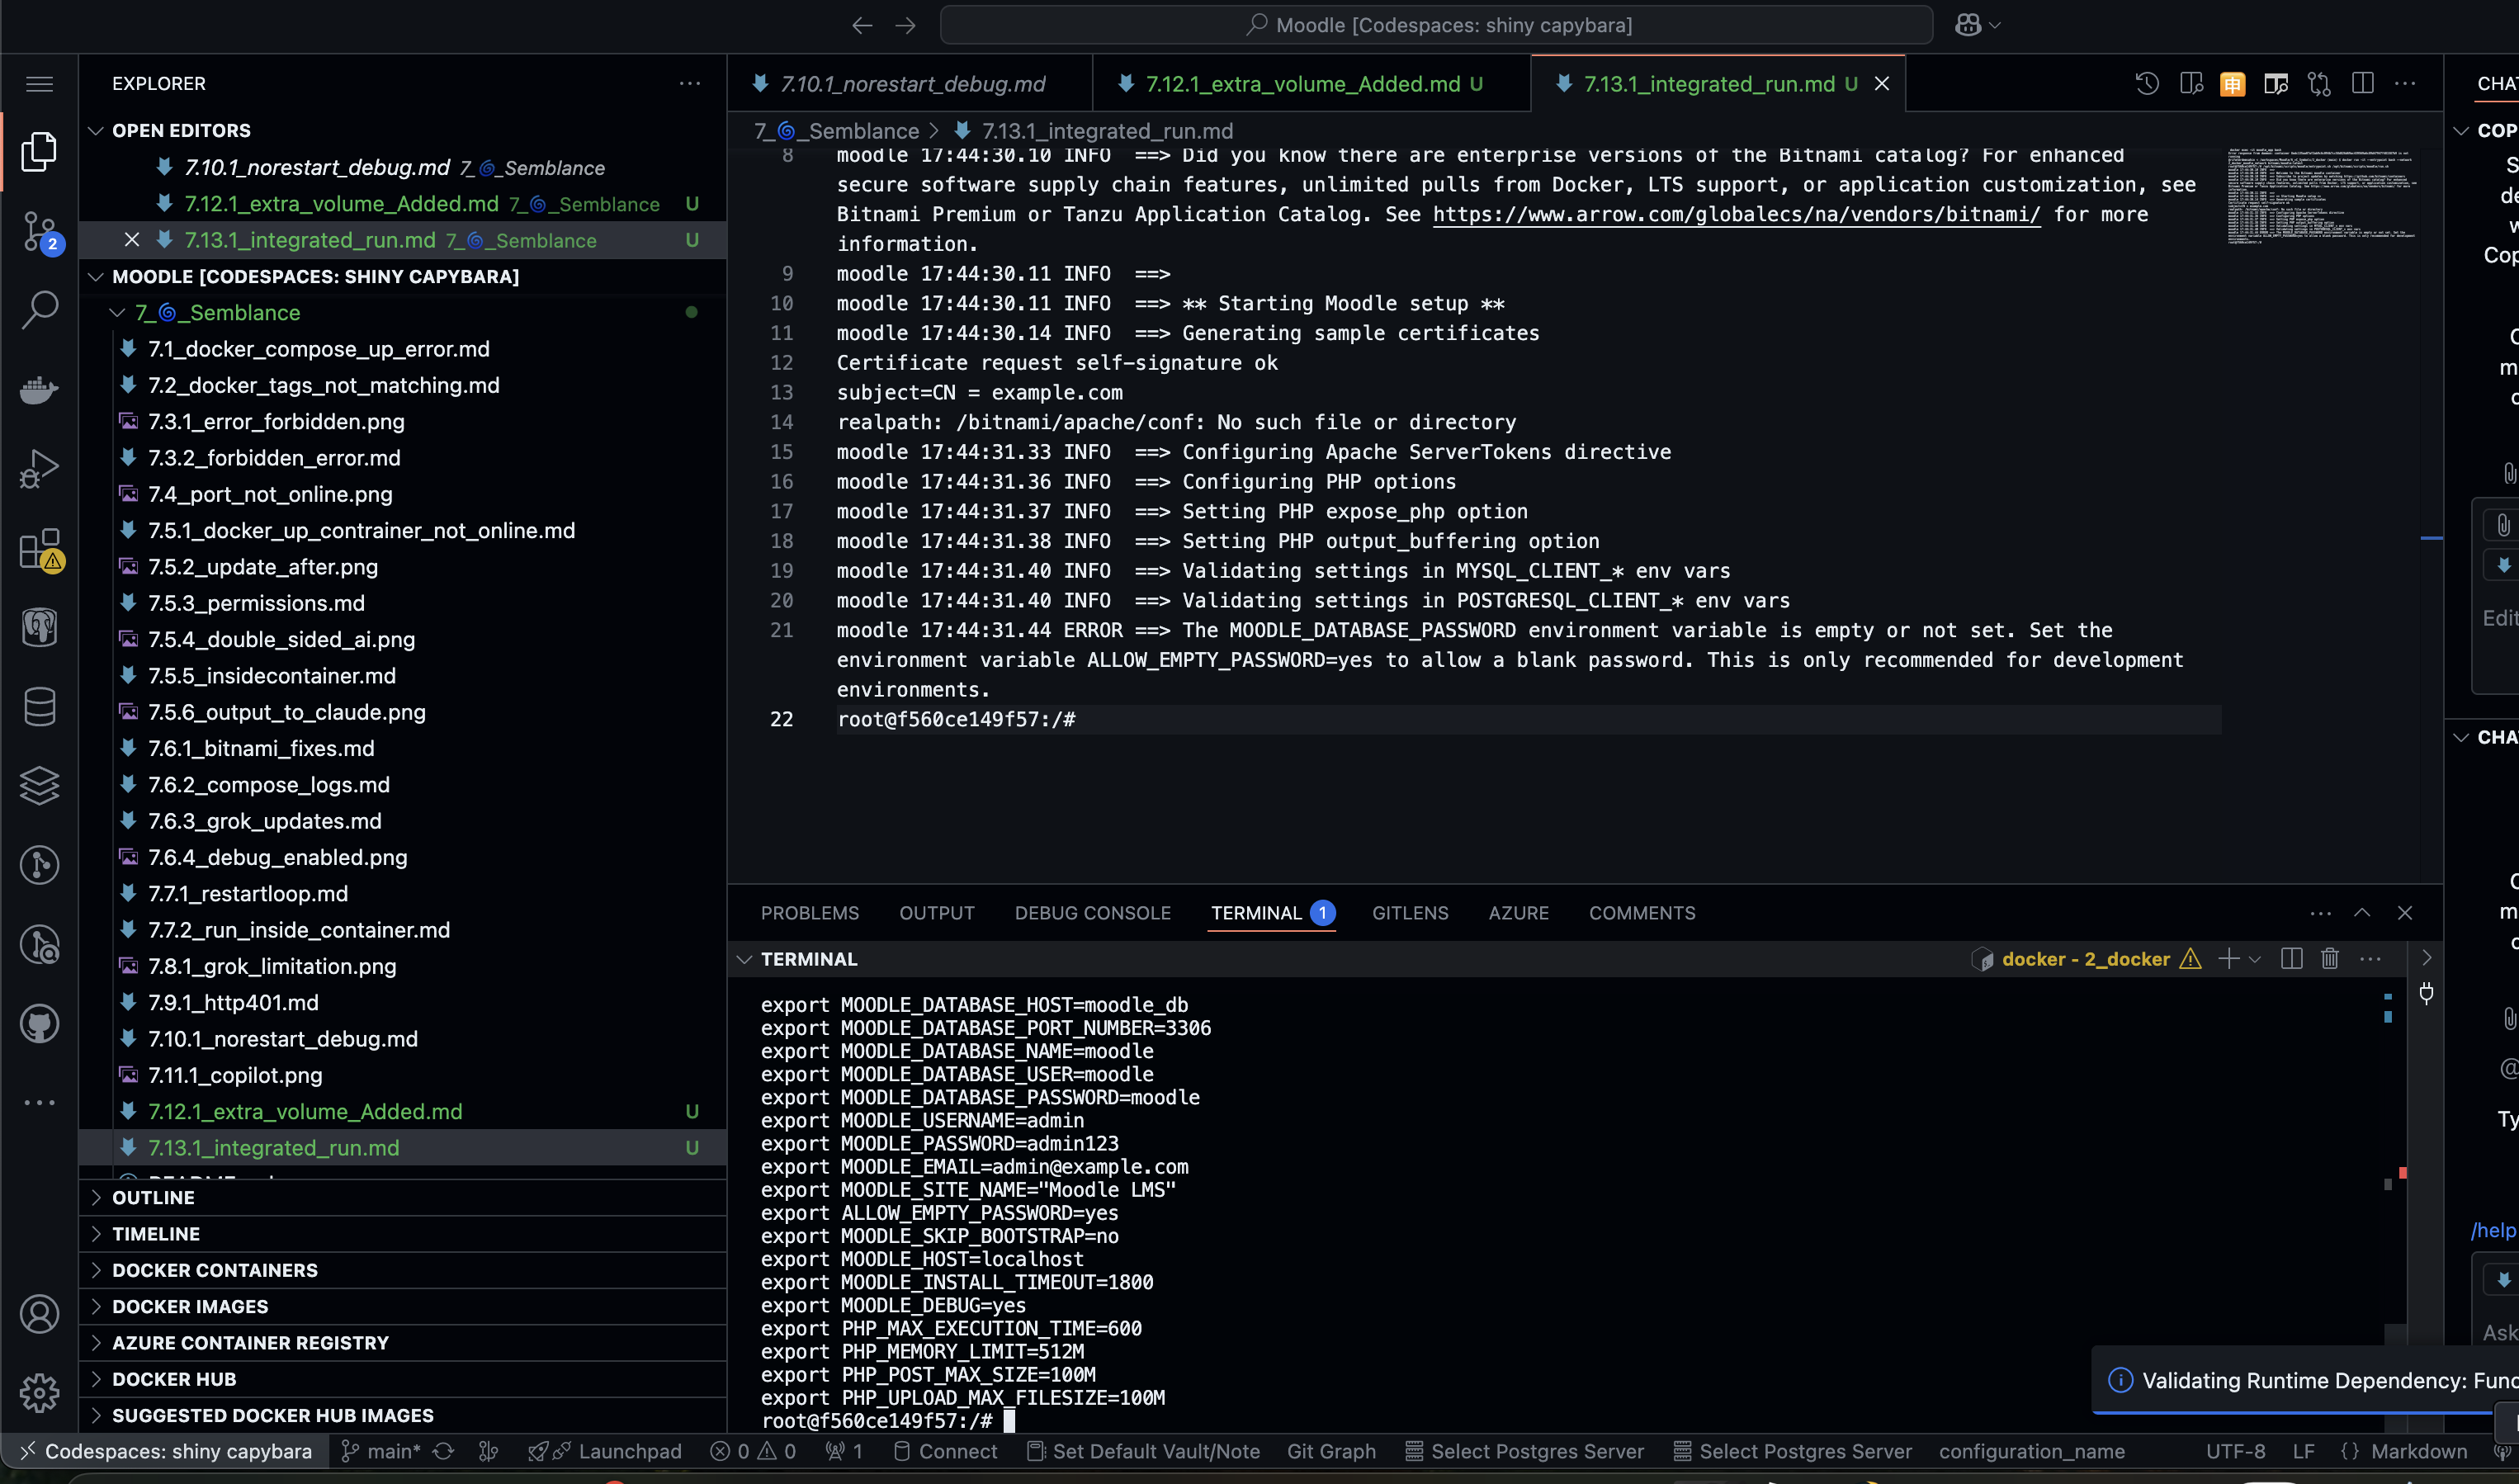 Moodle [Codespaces: shiny capybara]
EXPLORER
OPEN EDITORS
7.10.1_norestart_debug.md 7_🌀_Semblance
7.12.1_extra_volume_Added.md 7_🌀_Semblance U
7.13.1_integrated_run.md 7_🌀_Semblance U
MOODLE [CODESPACES: SHINY CAPYBARA]
7_🌀_Semblance
7.1_docker_compose_up_error.md
7.2_docker_tags_not_matching.md
7.3.1_error_forbidden.png
7.3.2_forbidden_error.md
7.4_port_not_online.png
7.5.1_docker_up_contrainer_not_online.md
7.5.2_update_after.png
7.5.3_permissions.md
7.5.4_double_sided_ai.png
7.5.5_insidecontainer.md
7.5.6_output_to_claude.png
7.6.1_bitnami_fixes.md
7.6.2_compose_logs.md
7.6.3_grok_updates.md
7.6.4_debug_enabled.png
7.7.1_restartloop.md
7.7.2_run_inside_container.md
7.8.1_grok_limitation.png
7.9.1_http401.md
7.10.1_norestart_debug.md
7.11.1_copilot.png
7.12.1_extra_volume_Added.md U
7.13.1_integrated_run.md U
OUTLINE
TIMELINE
DOCKER CONTAINERS
DOCKER IMAGES
AZURE CONTAINER REGISTRY
DOCKER HUB
SUGGESTED DOCKER HUB IMAGES
2
7.10.1_norestart_debug.md
7.12.1_extra_volume_Added.md U
7.13.1_integrated_run.md U
7_🌀_Semblance > 7.13.1_integrated_run.md
8 moodle 17:44:30.10 INFO  ==> Did you know there are enterprise versions of the Bitnami catalog? For enhanced
secure software supply chain features, unlimited pulls from Docker, LTS support, or application customization, see
Bitnami Premium or Tanzu Application Catalog. See https://www.arrow.com/globalecs/na/vendors/bitnami/ for more
information.
9 moodle 17:44:30.11 INFO  ==>
10 moodle 17:44:30.11 INFO  ==> ** Starting Moodle setup **
11 moodle 17:44:30.14 INFO  ==> Generating sample certificates
12 Certificate request self-signature ok
13 subject=CN = example.com
14 realpath: /bitnami/apache/conf: No such file or directory
15 moodle 17:44:31.33 INFO  ==> Configuring Apache ServerTokens directive
16 moodle 17:44:31.36 INFO  ==> Configuring PHP options
17 moodle 17:44:31.37 INFO  ==> Setting PHP expose_php option
18 moodle 17:44:31.38 INFO  ==> Setting PHP output_buffering option
19 moodle 17:44:31.40 INFO  ==> Validating settings in MYSQL_CLIENT_* env vars
20 moodle 17:44:31.40 INFO  ==> Validating settings in POSTGRESQL_CLIENT_* env vars
21 moodle 17:44:31.44 ERROR ==> The MOODLE_DATABASE_PASSWORD environment variable is empty or not set. Set the
environment variable ALLOW_EMPTY_PASSWORD=yes to allow a blank password. This is only recommended for development
environments.
22 root@f560ce149f57:/#
PROBLEMS OUTPUT DEBUG CONSOLE TERMINAL 1 GITLENS AZURE COMMENTS
TERMINAL
docker - 2_docker
export MOODLE_DATABASE_HOST=moodle_db
export MOODLE_DATABASE_PORT_NUMBER=3306
export MOODLE_DATABASE_NAME=moodle
export MOODLE_DATABASE_USER=moodle
export MOODLE_DATABASE_PASSWORD=moodle
export MOODLE_USERNAME=admin
export MOODLE_PASSWORD=admin123
export MOODLE_EMAIL=admin@example.com
export MOODLE_SITE_NAME="Moodle LMS"
export ALLOW_EMPTY_PASSWORD=yes
export MOODLE_SKIP_BOOTSTRAP=no
export MOODLE_HOST=localhost
export MOODLE_INSTALL_TIMEOUT=1800
export MOODLE_DEBUG=yes
export PHP_MAX_EXECUTION_TIME=600
export PHP_MEMORY_LIMIT=512M
export PHP_POST_MAX_SIZE=100M
export PHP_UPLOAD_MAX_FILESIZE=100M
root@f560ce149f57:/#
/help
Validating Runtime Dependency:
Codespaces: shiny capybara main* Launchpad 0 0 1 Connect Set Default Vault/Note Git Graph Select Postgres Server Select Postgres Server configuration_name UTF-8 LF {} Markdown